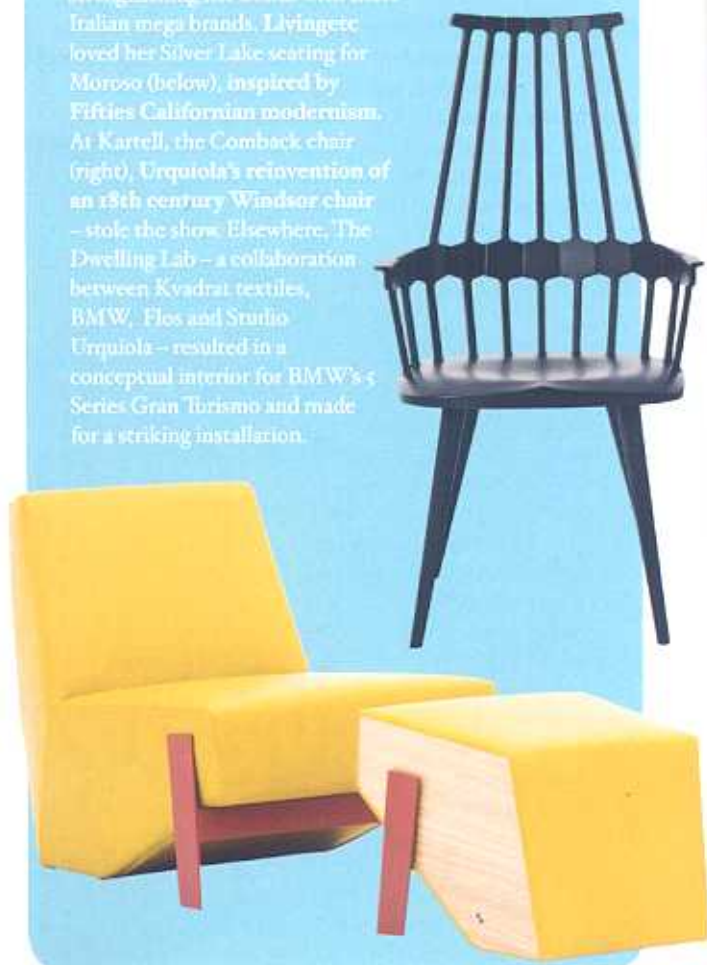 Italian mega brands. Livingetc
loved her Silver Lake seating for
Moroso (below), inspired by
Fifties Californian modernism.
At Kartell, the Comback chair
(right), Urquiola's reinvention of
an 18th century Windsor chair
– stole the show. Elsewhere, The
Dwelling Lab – a collaboration
between Kvadrat textiles,
BMW, Flos and Studio
Urquiola – resulted in a
conceptual interior for BMW's 5
Series Gran Turismo and made
for a striking installation.